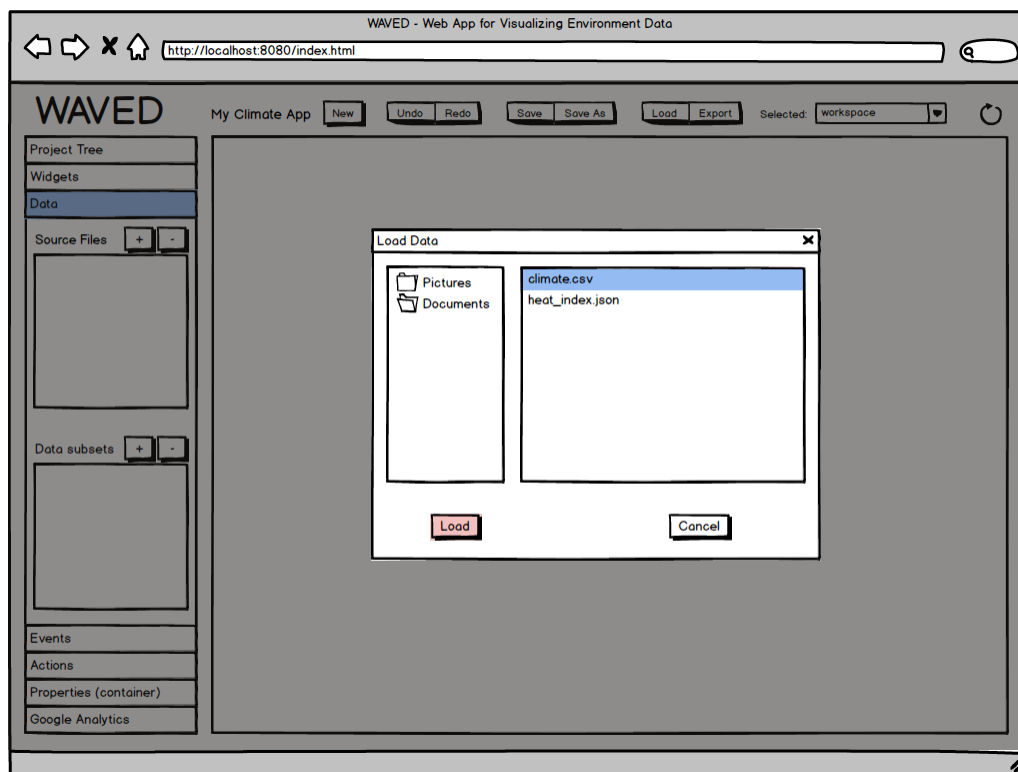 WAVED - Web App for Visualizing Environment Data
http://localhost:8080/index.html
WAVED
My Climate App New Undo Redo Save Save As Load Export Selected: workspace
Project Tree
Widgets
Data
Source Files + -
Data subsets + -
Events
Actions
Properties (container)
Google Analytics
Load Data
Pictures
Documents
climate.csv
heat_index.json
Load Cancel